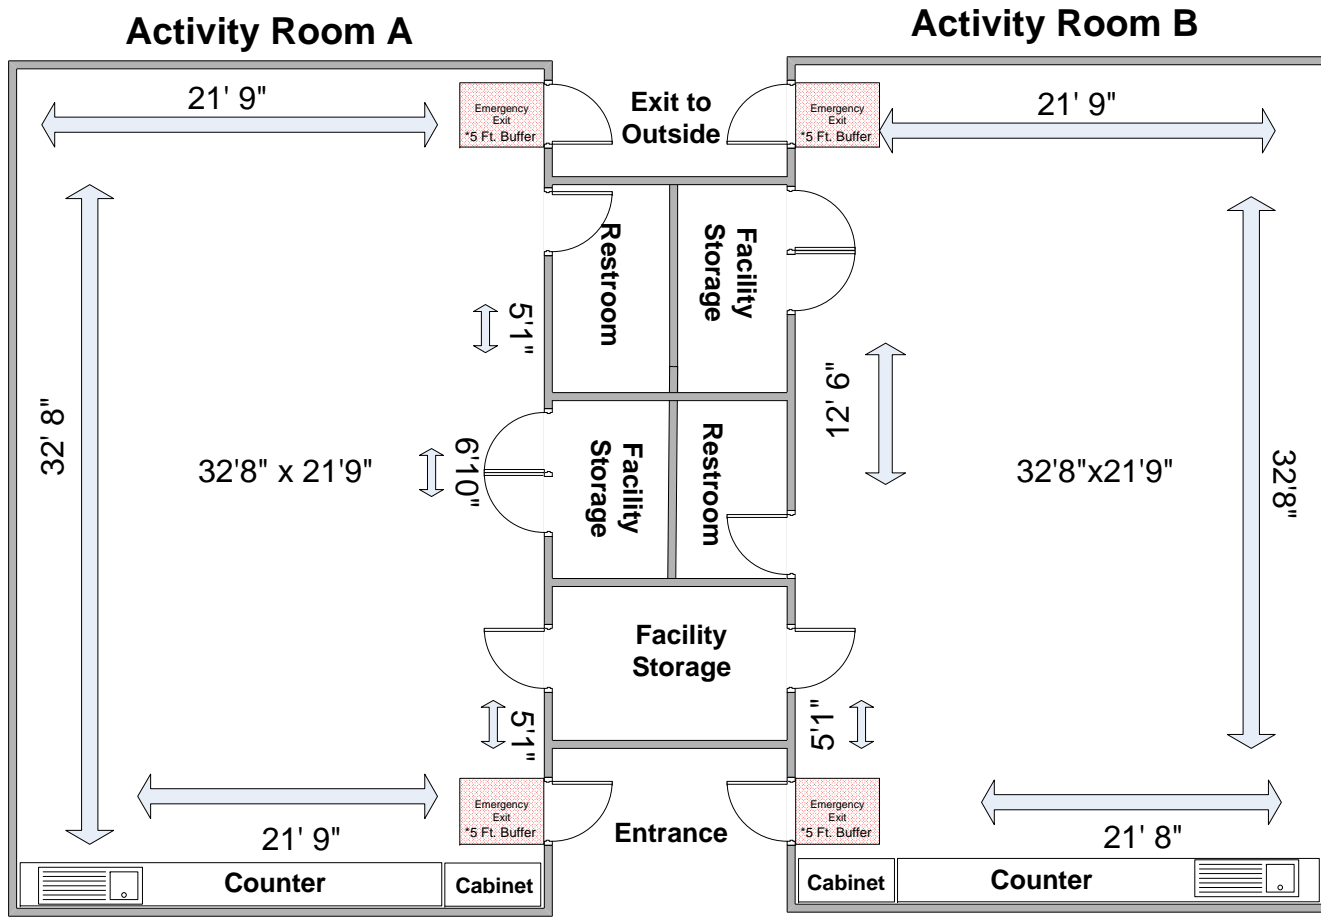 Activity Room A
Activity Room B
21' 9"
Emergency
Exit
*5 Ft. Buffer
Exit to
Outside
Emergency
Exit
*5 Ft. Buffer
21' 9"
Restroom
Facility
Storage
5'1"
32' 8"
32'8" x 21'9"
6'10"
Facility
Storage
Restroom
12' 6"
32'8"x21'9"
32'8"
Facility
Storage
5'1"
5'1"
Emergency
Exit
*5 Ft. Buffer
Entrance
Emergency
Exit
*5 Ft. Buffer
21' 9"
21' 8"
Counter
Cabinet
Cabinet
Counter